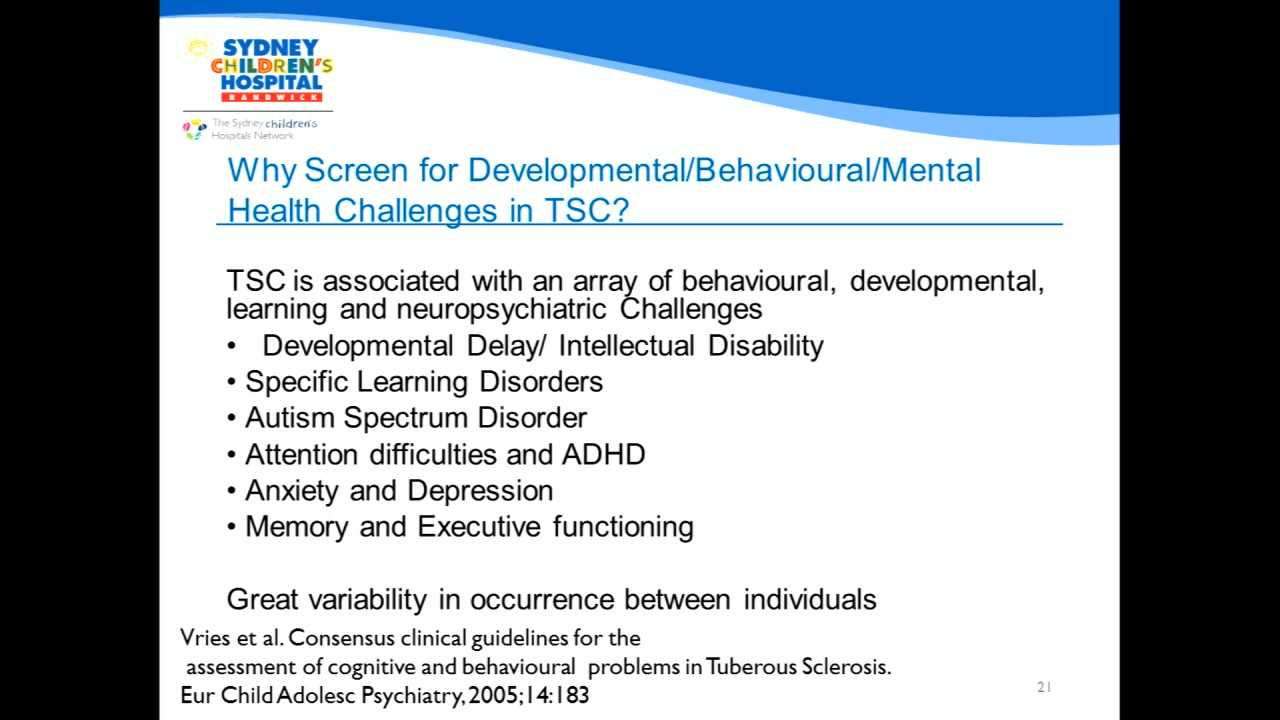 SYDNEY
CHILDREN'S
HOSPITAL
RANDWICK
The Sydney children's
Hospitals Network
Why Screen for Developmental/Behavioural/Mental
Health Challenges in TSC?
TSC is associated with an array of behavioural, developmental,
learning and neuropsychiatric Challenges
• Developmental Delay/ Intellectual Disability
• Specific Learning Disorders
• Autism Spectrum Disorder
• Attention difficulties and ADHD
• Anxiety and Depression
• Memory and Executive functioning
Great variability in occurrence between individuals
Vries et al. Consensus clinical guidelines for the
assessment of cognitive and behavioural problems in Tuberous Sclerosis.
Eur Child Adolesc Psychiatry, 2005;14:183
21